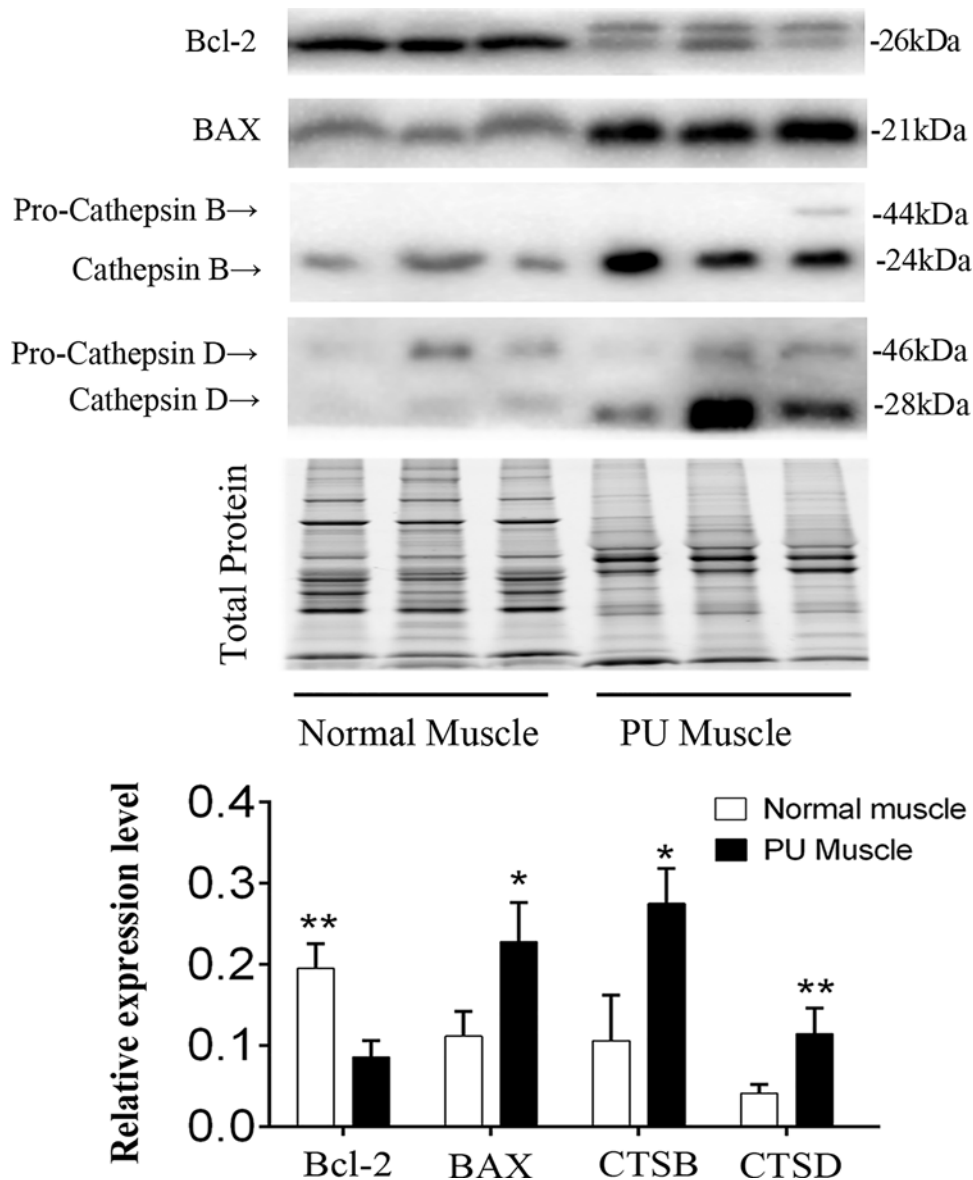 Bcl-2
-26kDa
BAX
-21kDa
Pro-Cathepsin B→
-44kDa
Cathepsin B→
-24kDa
Pro-Cathepsin D→
-46kDa
Cathepsin D→
-28kDa
Total Protein
Normal Muscle
PU Muscle
Relative expression level
0.4
0.3
0.2
0.1
0.0
Normal muscle
PU Muscle
**
*
*
**
Bcl-2
BAX
CTSB
CTSD